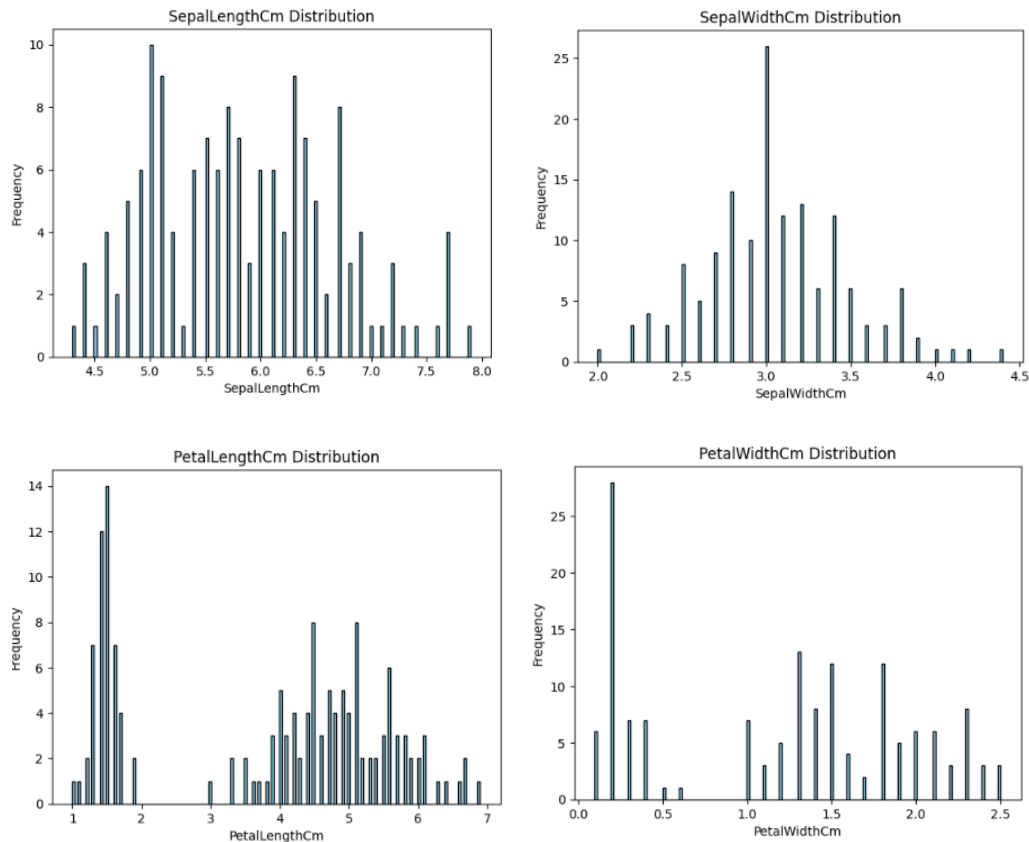 SepalLengthCm Distribution
10
8
6
4
2
0
Frequency
4.5 5.0 5.5 6.0 6.5 7.0 7.5 8.0
SepalLengthCm
SepalWidthCm Distribution
25
20
15
10
5
0
Frequency
2.0 2.5 3.0 3.5 4.0 4.5
SepalWidthCm
PetalLengthCm Distribution
14
12
10
8
6
4
2
0
Frequency
1 2 3 4 5 6 7
PetalLengthCm
PetalWidthCm Distribution
25
20
15
10
5
0
Frequency
0.0 0.5 1.0 1.5 2.0 2.5
PetalWidthCm